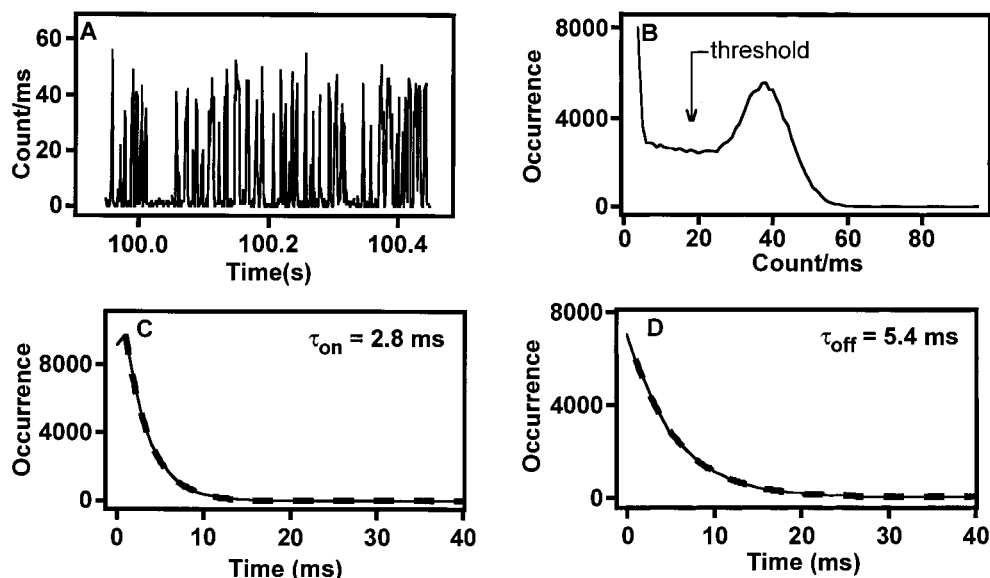 A
60
40
20
0
Count/ms
100.0
100.2
100.4
Time(s)
B
threshold
8000
4000
0
Occurrence
0
20
40
60
80
Count/ms
C
τon = 2.8 ms
8000
4000
0
Occurrence
0
10
20
30
40
Time (ms)
D
τoff = 5.4 ms
8000
4000
0
Occurrence
0
10
20
30
40
Time (ms)